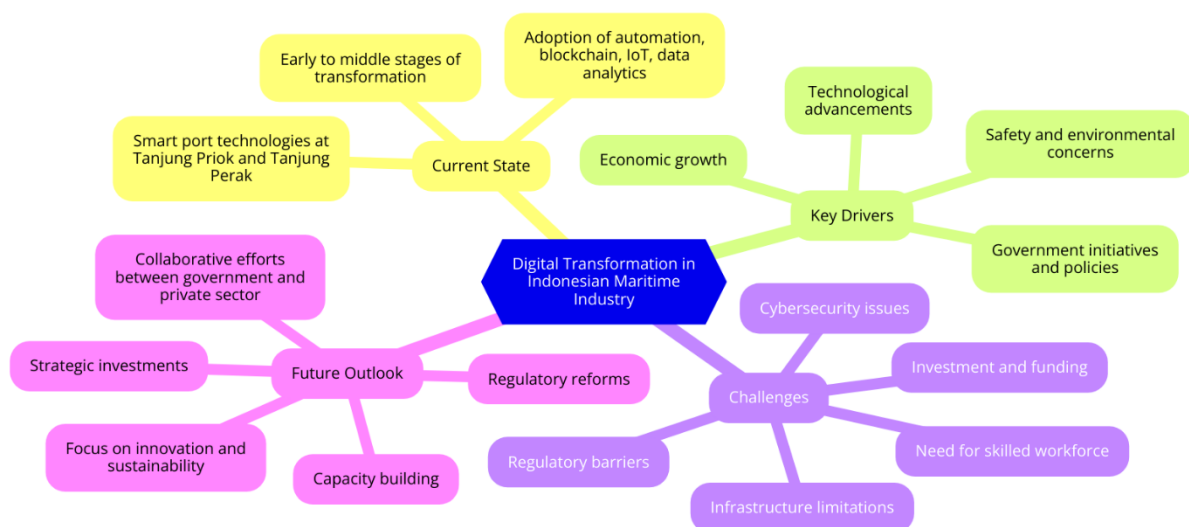 Digital Transformation in
Indonesian Maritime
Industry
Current State
Early to middle stages of
transformation
Adoption of automation,
blockchain, IoT, data
analytics
Smart port technologies at
Tanjung Priok and Tanjung
Perak
Key Drivers
Economic growth
Technological
advancements
Safety and environmental
concerns
Government initiatives
and policies
Challenges
Cybersecurity issues
Investment and funding
Need for skilled workforce
Infrastructure limitations
Regulatory barriers
Future Outlook
Collaborative efforts
between government and
private sector
Strategic investments
Focus on innovation and
sustainability
Capacity building
Regulatory reforms